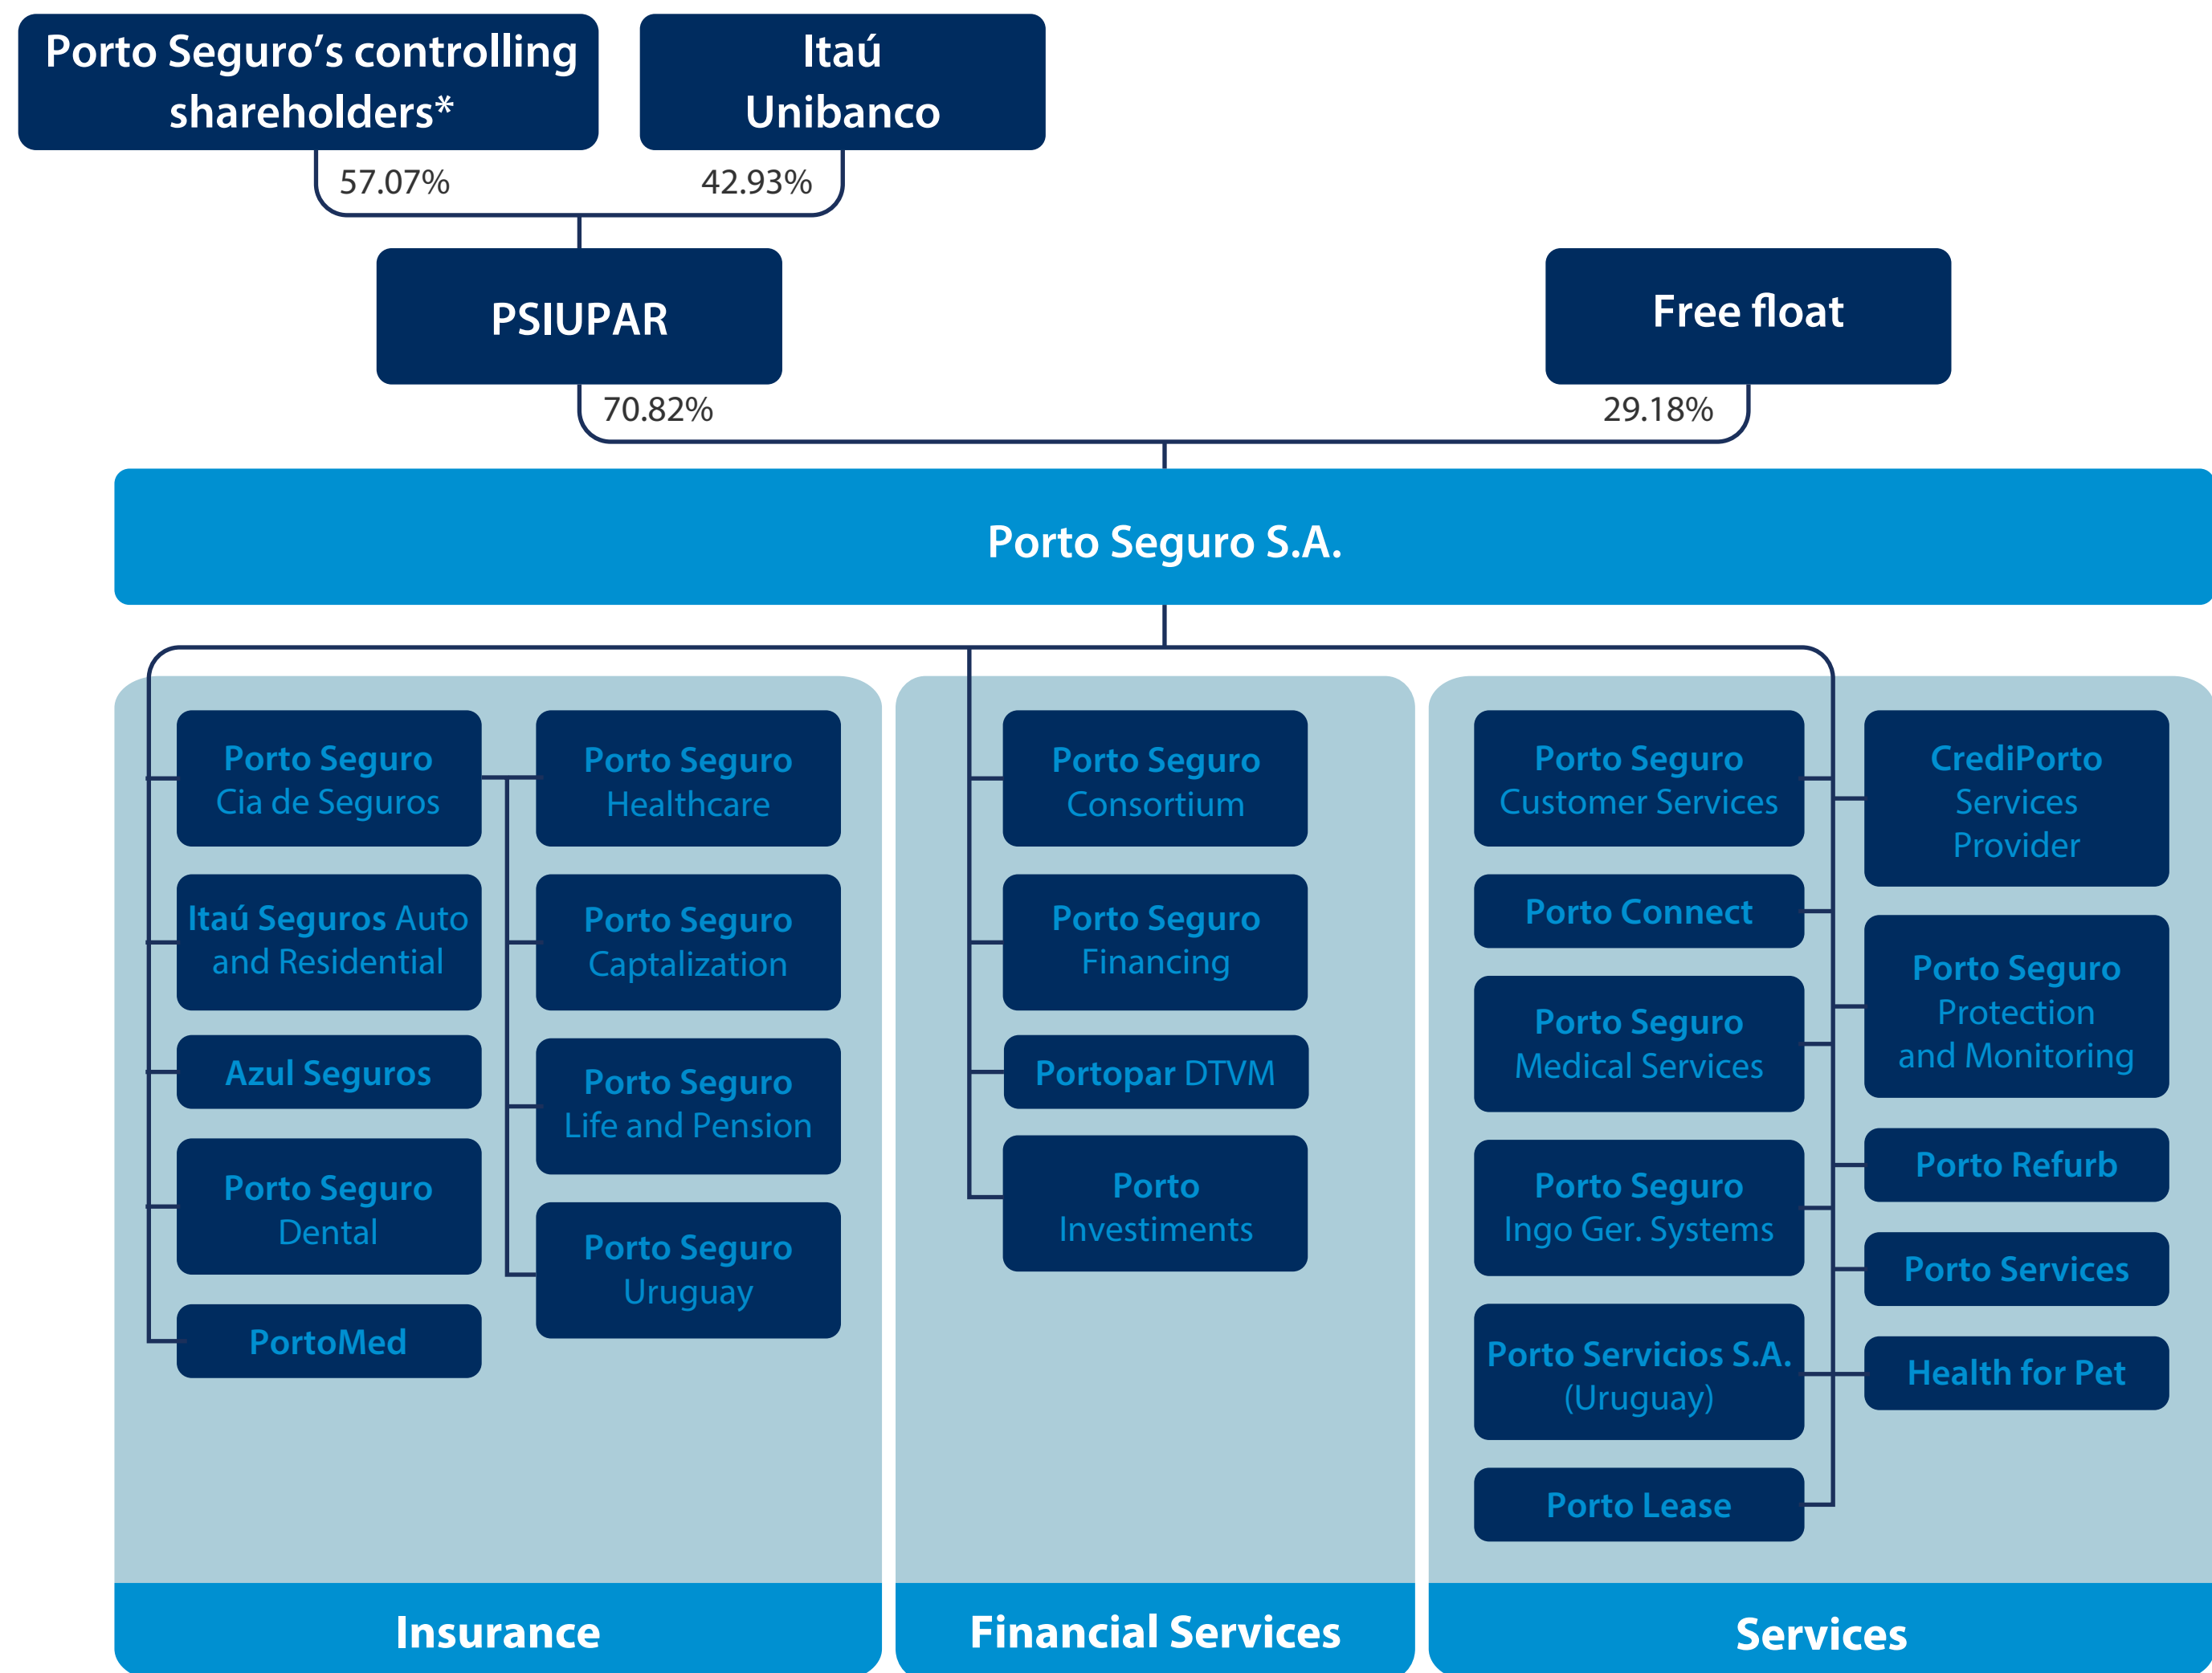 Porto Seguro’s controlling
shareholders*
Itaú
Unibanco
57.07%
42.93%
PSIUPAR
Free float
70.82%
29.18%
Porto Seguro S.A.
Porto Seguro
Cia de Seguros
Itaú Seguros Auto
and Residential
Azul Seguros
Porto Seguro
Dental
PortoMed
Porto Seguro
Healthcare
Porto Seguro
Captalization
Porto Seguro
Life and Pension
Porto Seguro
Uruguay
Insurance
Porto Seguro
Consortium
Porto Seguro
Financing
Portopar DTVM
Porto
Investiments
Financial Services
Porto Seguro
Customer Services
Porto Connect
Porto Seguro
Medical Services
Porto Seguro
Ingo Ger. Systems
Porto Servicios S.A.
(Uruguay)
Porto Lease
CrediPorto
Services
Provider
Porto Seguro
Protection
and Monitoring
Porto Refurb
Porto Services
Health for Pet
Services